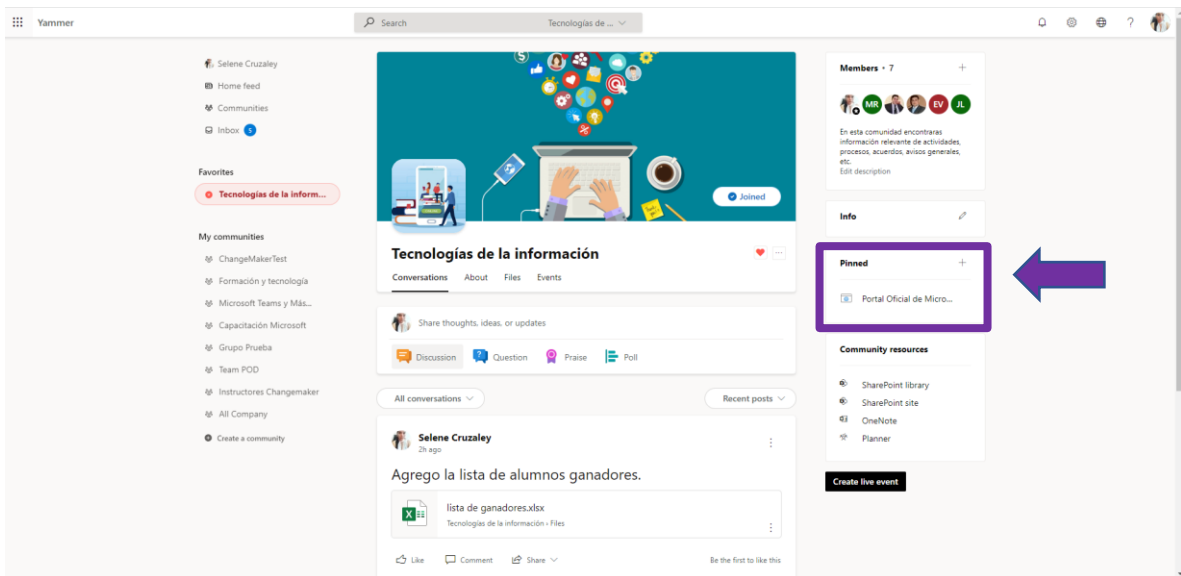 Yammer
Search
Tecnologías de ...
?
Selene Cruzaley
Home feed
Communities
Inbox 5
Favorites
Tecnologías de la inform...
My communities
ChangeMakerTest
Formación y tecnología
Microsoft Teams y Más...
Capacitación Microsoft
Grupo Prueba
Team POD
Instructores Changemaker
All Company
Create a community
Joined
Tecnologías de la información
Conversations About Files Events
Share thoughts, ideas, or updates
Discussion Question Praise Poll
All conversations
Recent posts
Selene Cruzaley
2h ago
Agrego la lista de alumnos ganadores.
lista de ganadores.xlsx
Tecnologías de la información › Files
Like Comment Share
Be the first to like this
Members • 7
MR EV JL
En esta comunidad encontraras
información relevante de actividades,
procesos, acuerdos, avisos generales,
etc.
Edit description
Info
Pinned
Portal Oficial de Micro...
Community resources
SharePoint library
SharePoint site
OneNote
Planner
Create live event